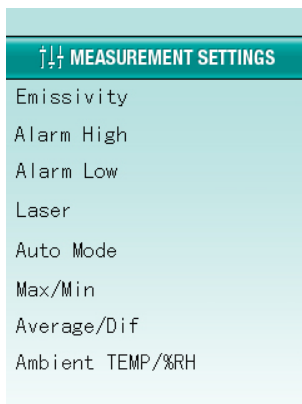 MEASUREMENT SETTINGS
Emissivity
Alarm High
Alarm Low
Laser
Auto Mode
Max/Min
Average/Dif
Ambient TEMP/%RH